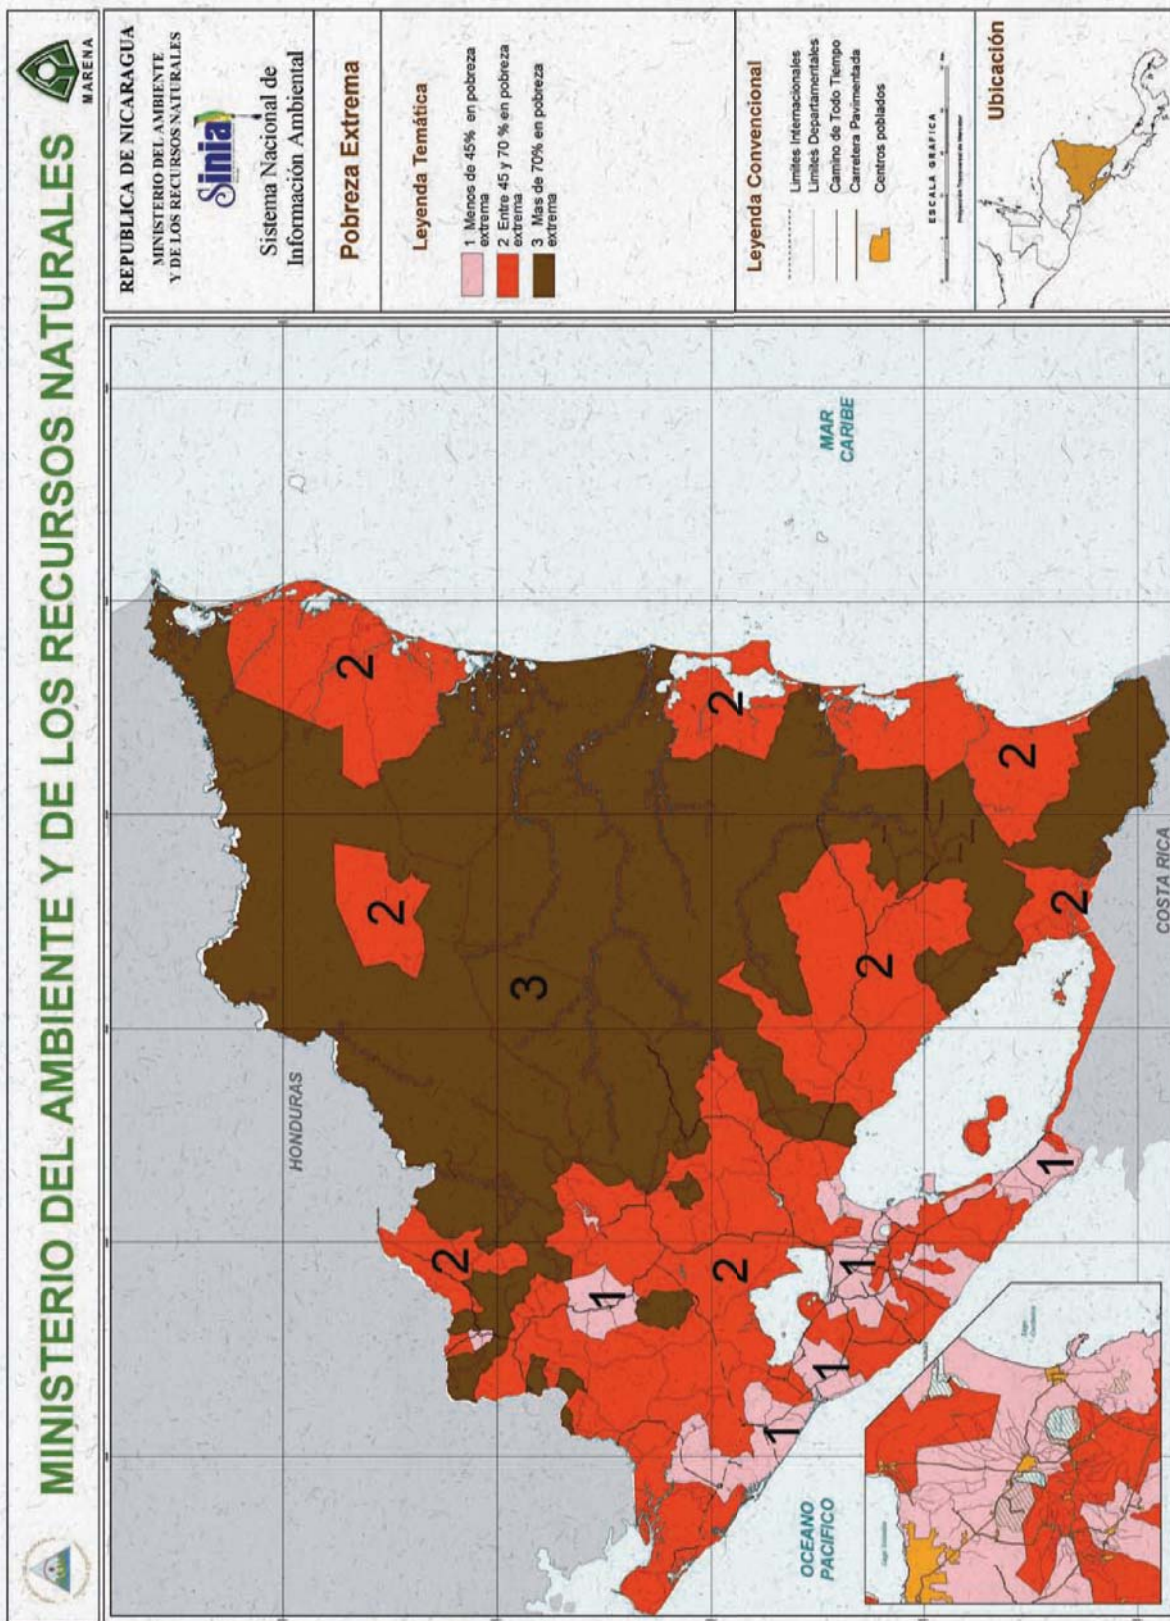 MINISTERIO DEL AMBIENTE Y DE LOS RECURSOS NATURALES
MARENA
REPUBLICA DE NICARAGUA
MINISTERIO DEL AMBIENTE
Y DE LOS RECURSOS NATURALES
Sinia
Sistema Nacional de
Información Ambiental
Pobreza Extrema
Leyenda Temática
1 Menos de 45% en pobreza
extrema
2 Entre 45 y 70 % en pobreza
extrema
3 Mas de 70% en pobreza
extrema
Leyenda Convencional
Limites Internacionales
Limites Departamentales
Camino de Todo Tiempo
Carretera Pavimentada
Centros poblados
ESCALA GRAFICA
Ubicación
HONDURAS
MAR
CARIBE
COSTA RICA
OCEANO
PACIFICO
2
2
2
3
2
1
2
2
2
1
2
1
1
2
1